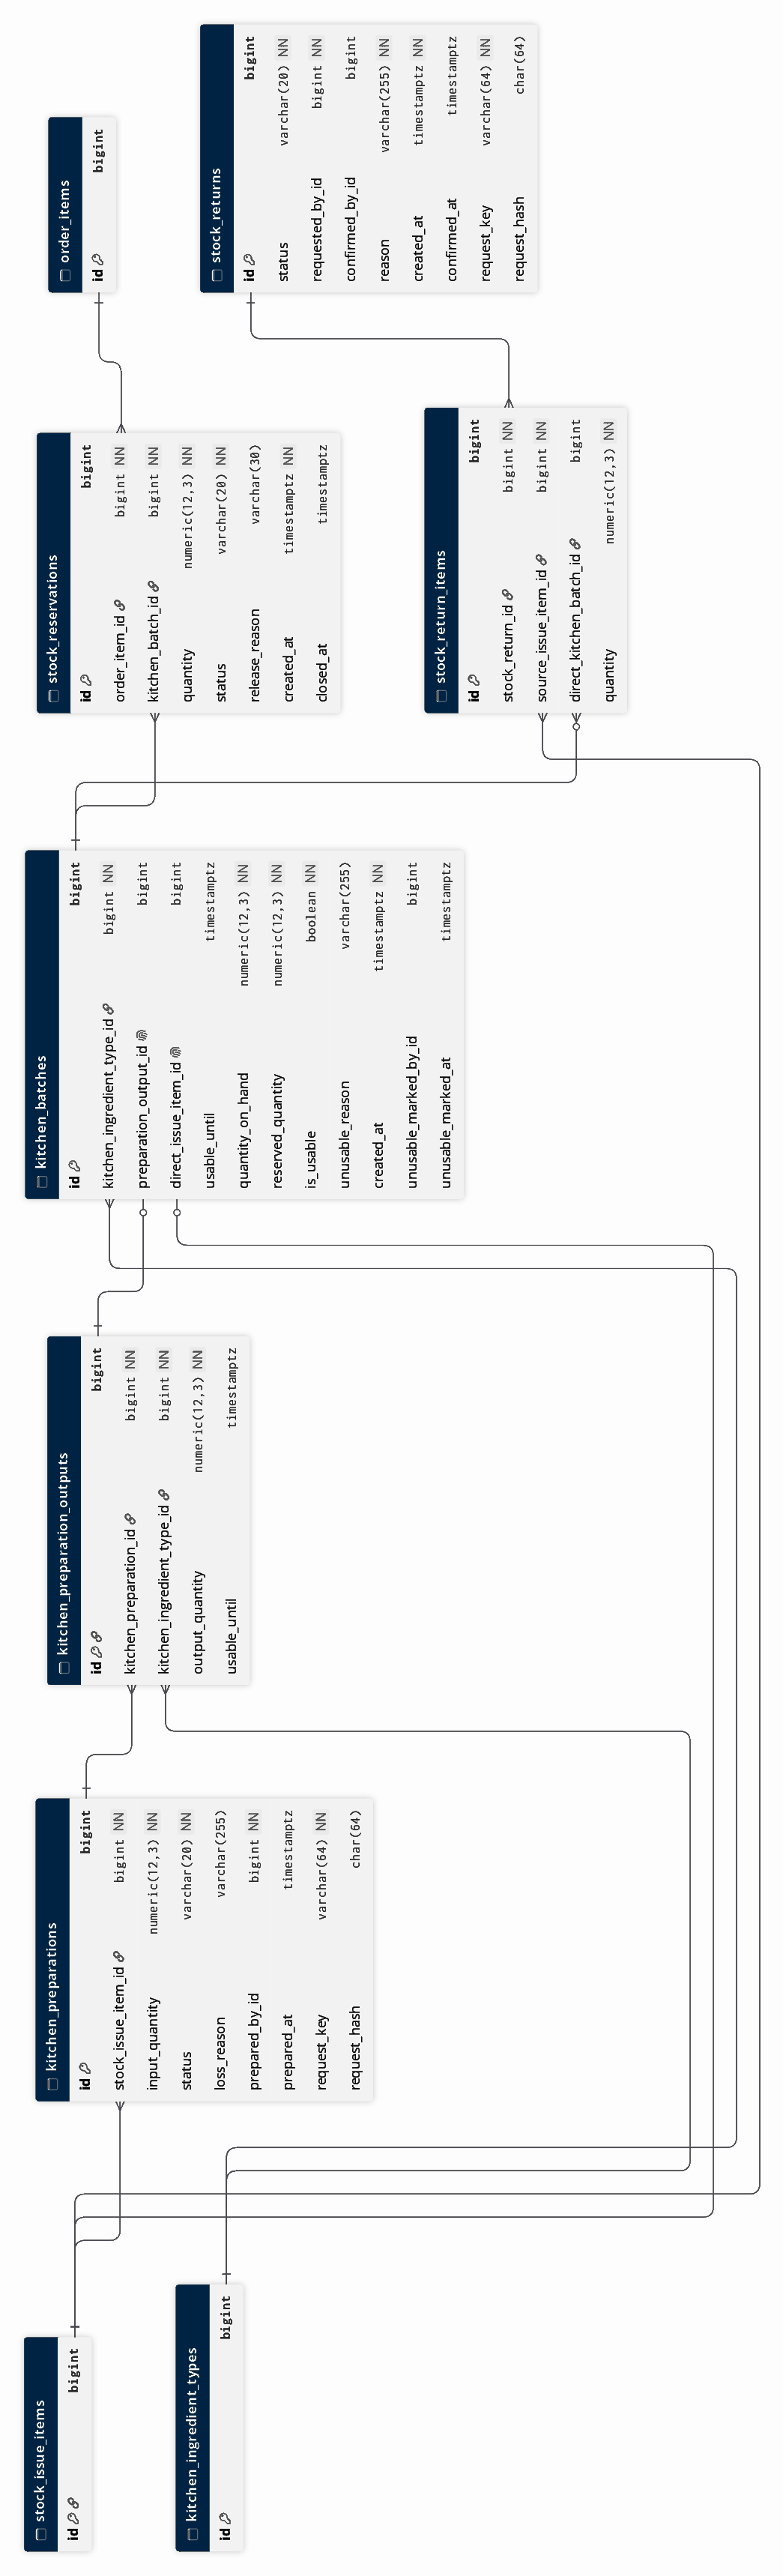 stock_issue_items
id bigint
kitchen_ingredient_types
id bigint
kitchen_preparations
id bigint
stock_issue_item_id bigint NN
input_quantity numeric(12,3) NN
status varchar(20) NN
loss_reason varchar(255)
prepared_by_id bigint NN
prepared_at timestamptz
request_key varchar(64) NN
request_hash char(64)
kitchen_preparation_outputs
id bigint
kitchen_preparation_id bigint NN
kitchen_ingredient_type_id bigint NN
output_quantity numeric(12,3) NN
usable_until timestamptz
kitchen_batches
id bigint
kitchen_ingredient_type_id bigint NN
preparation_output_id bigint
direct_issue_item_id bigint
usable_until timestamptz
quantity_on_hand numeric(12,3) NN
reserved_quantity numeric(12,3) NN
is_usable boolean NN
unusable_reason varchar(255)
created_at timestamptz NN
unusable_marked_by_id bigint
unusable_marked_at timestamptz
stock_reservations
id bigint
order_item_id bigint NN
kitchen_batch_id bigint NN
quantity numeric(12,3) NN
status varchar(20) NN
release_reason varchar(30)
created_at timestamptz NN
closed_at timestamptz
stock_return_items
id bigint
stock_return_id bigint NN
source_issue_item_id bigint NN
direct_kitchen_batch_id bigint
quantity numeric(12,3) NN
order_items
id bigint
stock_returns
id bigint
status varchar(20) NN
requested_by_id bigint NN
confirmed_by_id bigint
reason varchar(255) NN
created_at timestamptz NN
confirmed_at timestamptz
request_key varchar(64) NN
request_hash char(64)